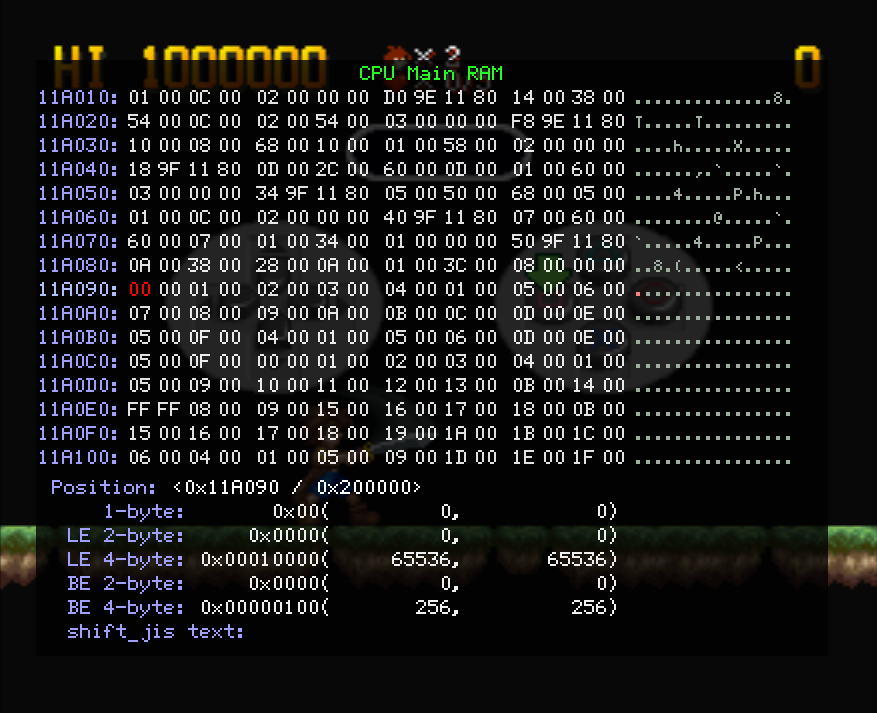 HI 1000000 × 2 0
CPU Main RAM
11A010: 01 00 0C 00 02 00 00 00 D0 9E 11 80 14 00 38 00 ..............8.
11A020: 54 00 0C 00 02 00 54 00 03 00 00 00 F8 9E 11 80 T.....T.........
11A030: 10 00 08 00 68 00 10 00 01 00 58 00 02 00 00 00 ....h.....X.....
11A040: 18 9F 11 80 0D 00 2C 00 60 00 0D 00 01 00 60 00 ......,.`.....`.
11A050: 03 00 00 00 34 9F 11 80 05 00 50 00 68 00 05 00 ....4.....P.h...
11A060: 01 00 0C 00 02 00 00 00 40 9F 11 80 07 00 60 00 ........@.....`.
11A070: 60 00 07 00 01 00 34 00 01 00 00 00 50 9F 11 80 `.....4.....P...
11A080: 0A 00 38 00 28 00 0A 00 01 00 3C 00 08 00 00 00 ..8.(.....<.....
11A090: 00 00 01 00 02 00 03 00 04 00 01 00 05 00 06 00 ................
11A0A0: 07 00 08 00 09 00 0A 00 0B 00 0C 00 0D 00 0E 00 ................
11A0B0: 05 00 0F 00 04 00 01 00 05 00 06 00 0D 00 0E 00 ................
11A0C0: 05 00 0F 00 00 00 01 00 02 00 03 00 04 00 01 00 ................
11A0D0: 05 00 09 00 10 00 11 00 12 00 13 00 0B 00 14 00 ................
11A0E0: FF FF 08 00 09 00 15 00 16 00 17 00 18 00 0B 00 ................
11A0F0: 15 00 16 00 17 00 18 00 19 00 1A 00 1B 00 1C 00 ................
11A100: 06 00 04 00 01 00 05 00 09 00 1D 00 1E 00 1F 00 ................
Position: <0x11A090 / 0x200000>
1-byte: 0x00( 0, 0)
LE 2-byte: 0x0000( 0, 0)
LE 4-byte: 0x00010000( 65536, 65536)
BE 2-byte: 0x0000( 0, 0)
BE 4-byte: 0x00000100( 256, 256)
shift_jis text: